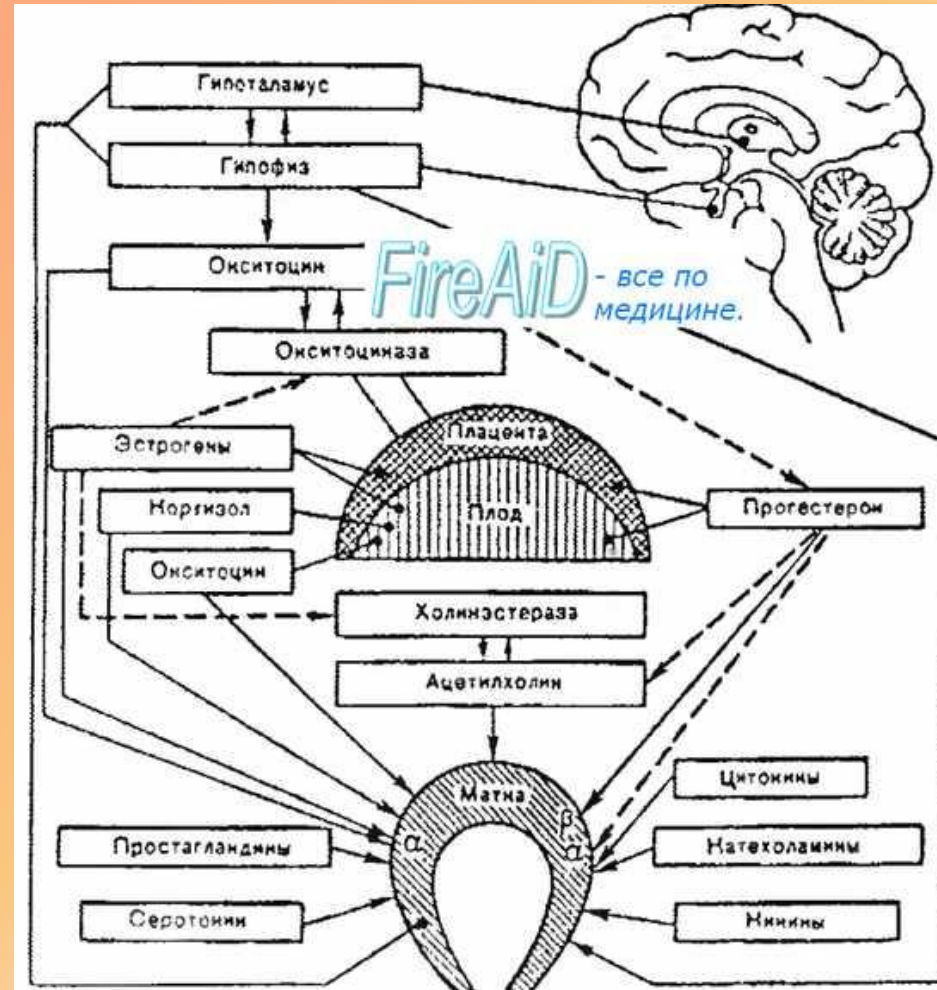 Гипоталамус
Гипофиз
Окситоцин
FireAiD - все по
медицине.
Окситоциназа
Эстрогены
Плацента
Кортизол
Плод
Прогестерон
Окситоцин
Холинэстераза
Ацетилхолин
Матка
Цитокины
β
α
α
Простагландины
Катехоламины
Серотонин
Кинины